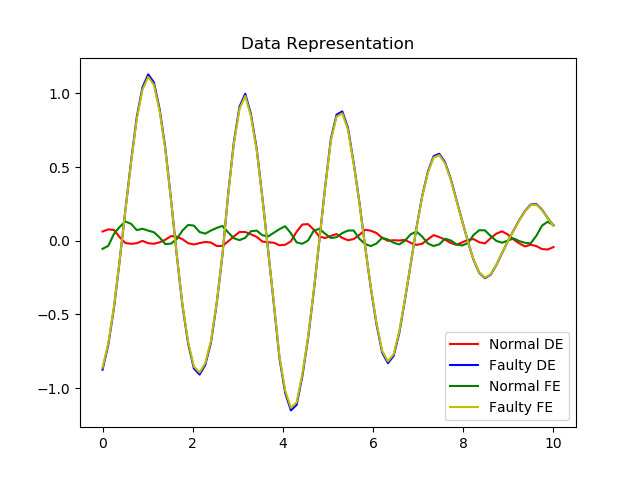 Data Representation
1.0
0.5
0.0
−0.5
−1.0
0 2 4 6 8 10
Normal DE
Faulty DE
Normal FE
Faulty FE